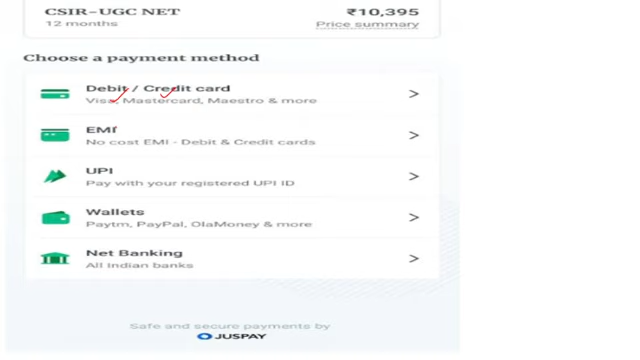 CSIR-UGC NET
₹10,395
12 months
Price summary
Choose a payment method
Debit / Credit card
Visa, Mastercard, Maestro & more
EMI
No cost EMI - Debit & Credit cards
UPI
Pay with your registered UPI ID
Wallets
Paytm, PayPal, OlaMoney & more
Net Banking
All Indian banks
Safe and secure payments by
JUSPAY